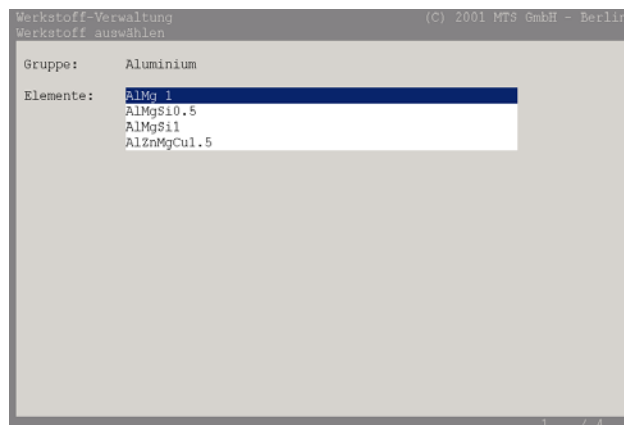 Werkstoff-Verwaltung (C) 2001 MTS GmbH - Berlin
Werkstoff auswählen
Gruppe: Aluminium
Elemente: AlMg 1
AlMgSi0.5
AlMgSi1
AlZnMgCu1.5
1 / 4